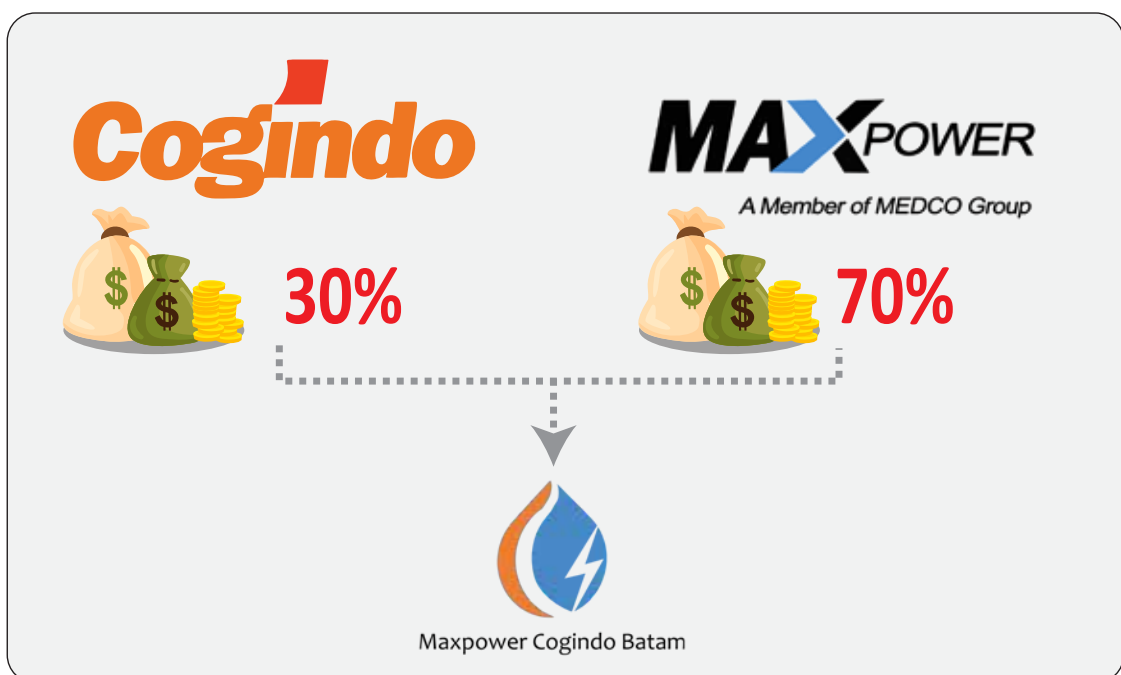 Cogindo
MAXPOWER
A Member of MEDCO Group
$ $ 30%
$ $ 70%
Maxpower Cogindo Batam